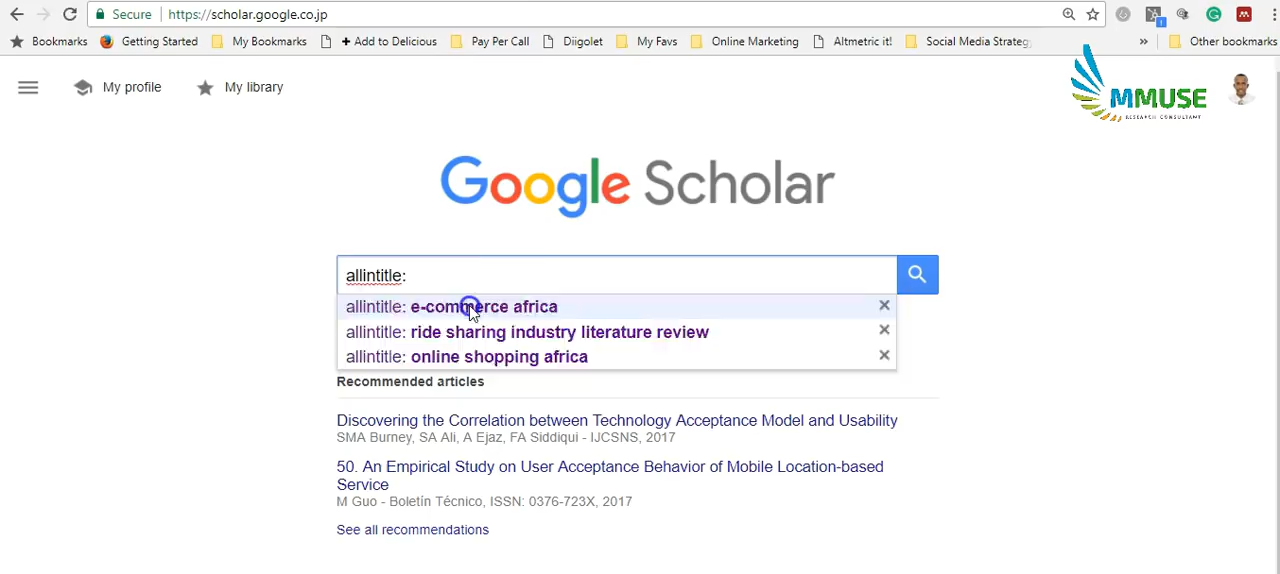 Secure https://scholar.google.co.jp
Bookmarks Getting Started My Bookmarks + Add to Delicious Pay Per Call Diigolet My Favs Online Marketing Altmetric it! Social Media Strateg » Other bookmarks
My profile My library
MMUSE
RESEARCH CONSULTANT
Google Scholar
allintitle:
allintitle: e-commerce africa
allintitle: ride sharing industry literature review
allintitle: online shopping africa
Recommended articles
Discovering the Correlation between Technology Acceptance Model and Usability
SMA Burney, SA Ali, A Ejaz, FA Siddiqui - IJCSNS, 2017
50. An Empirical Study on User Acceptance Behavior of Mobile Location-based
Service
M Guo - Boletín Técnico, ISSN: 0376-723X, 2017
See all recommendations